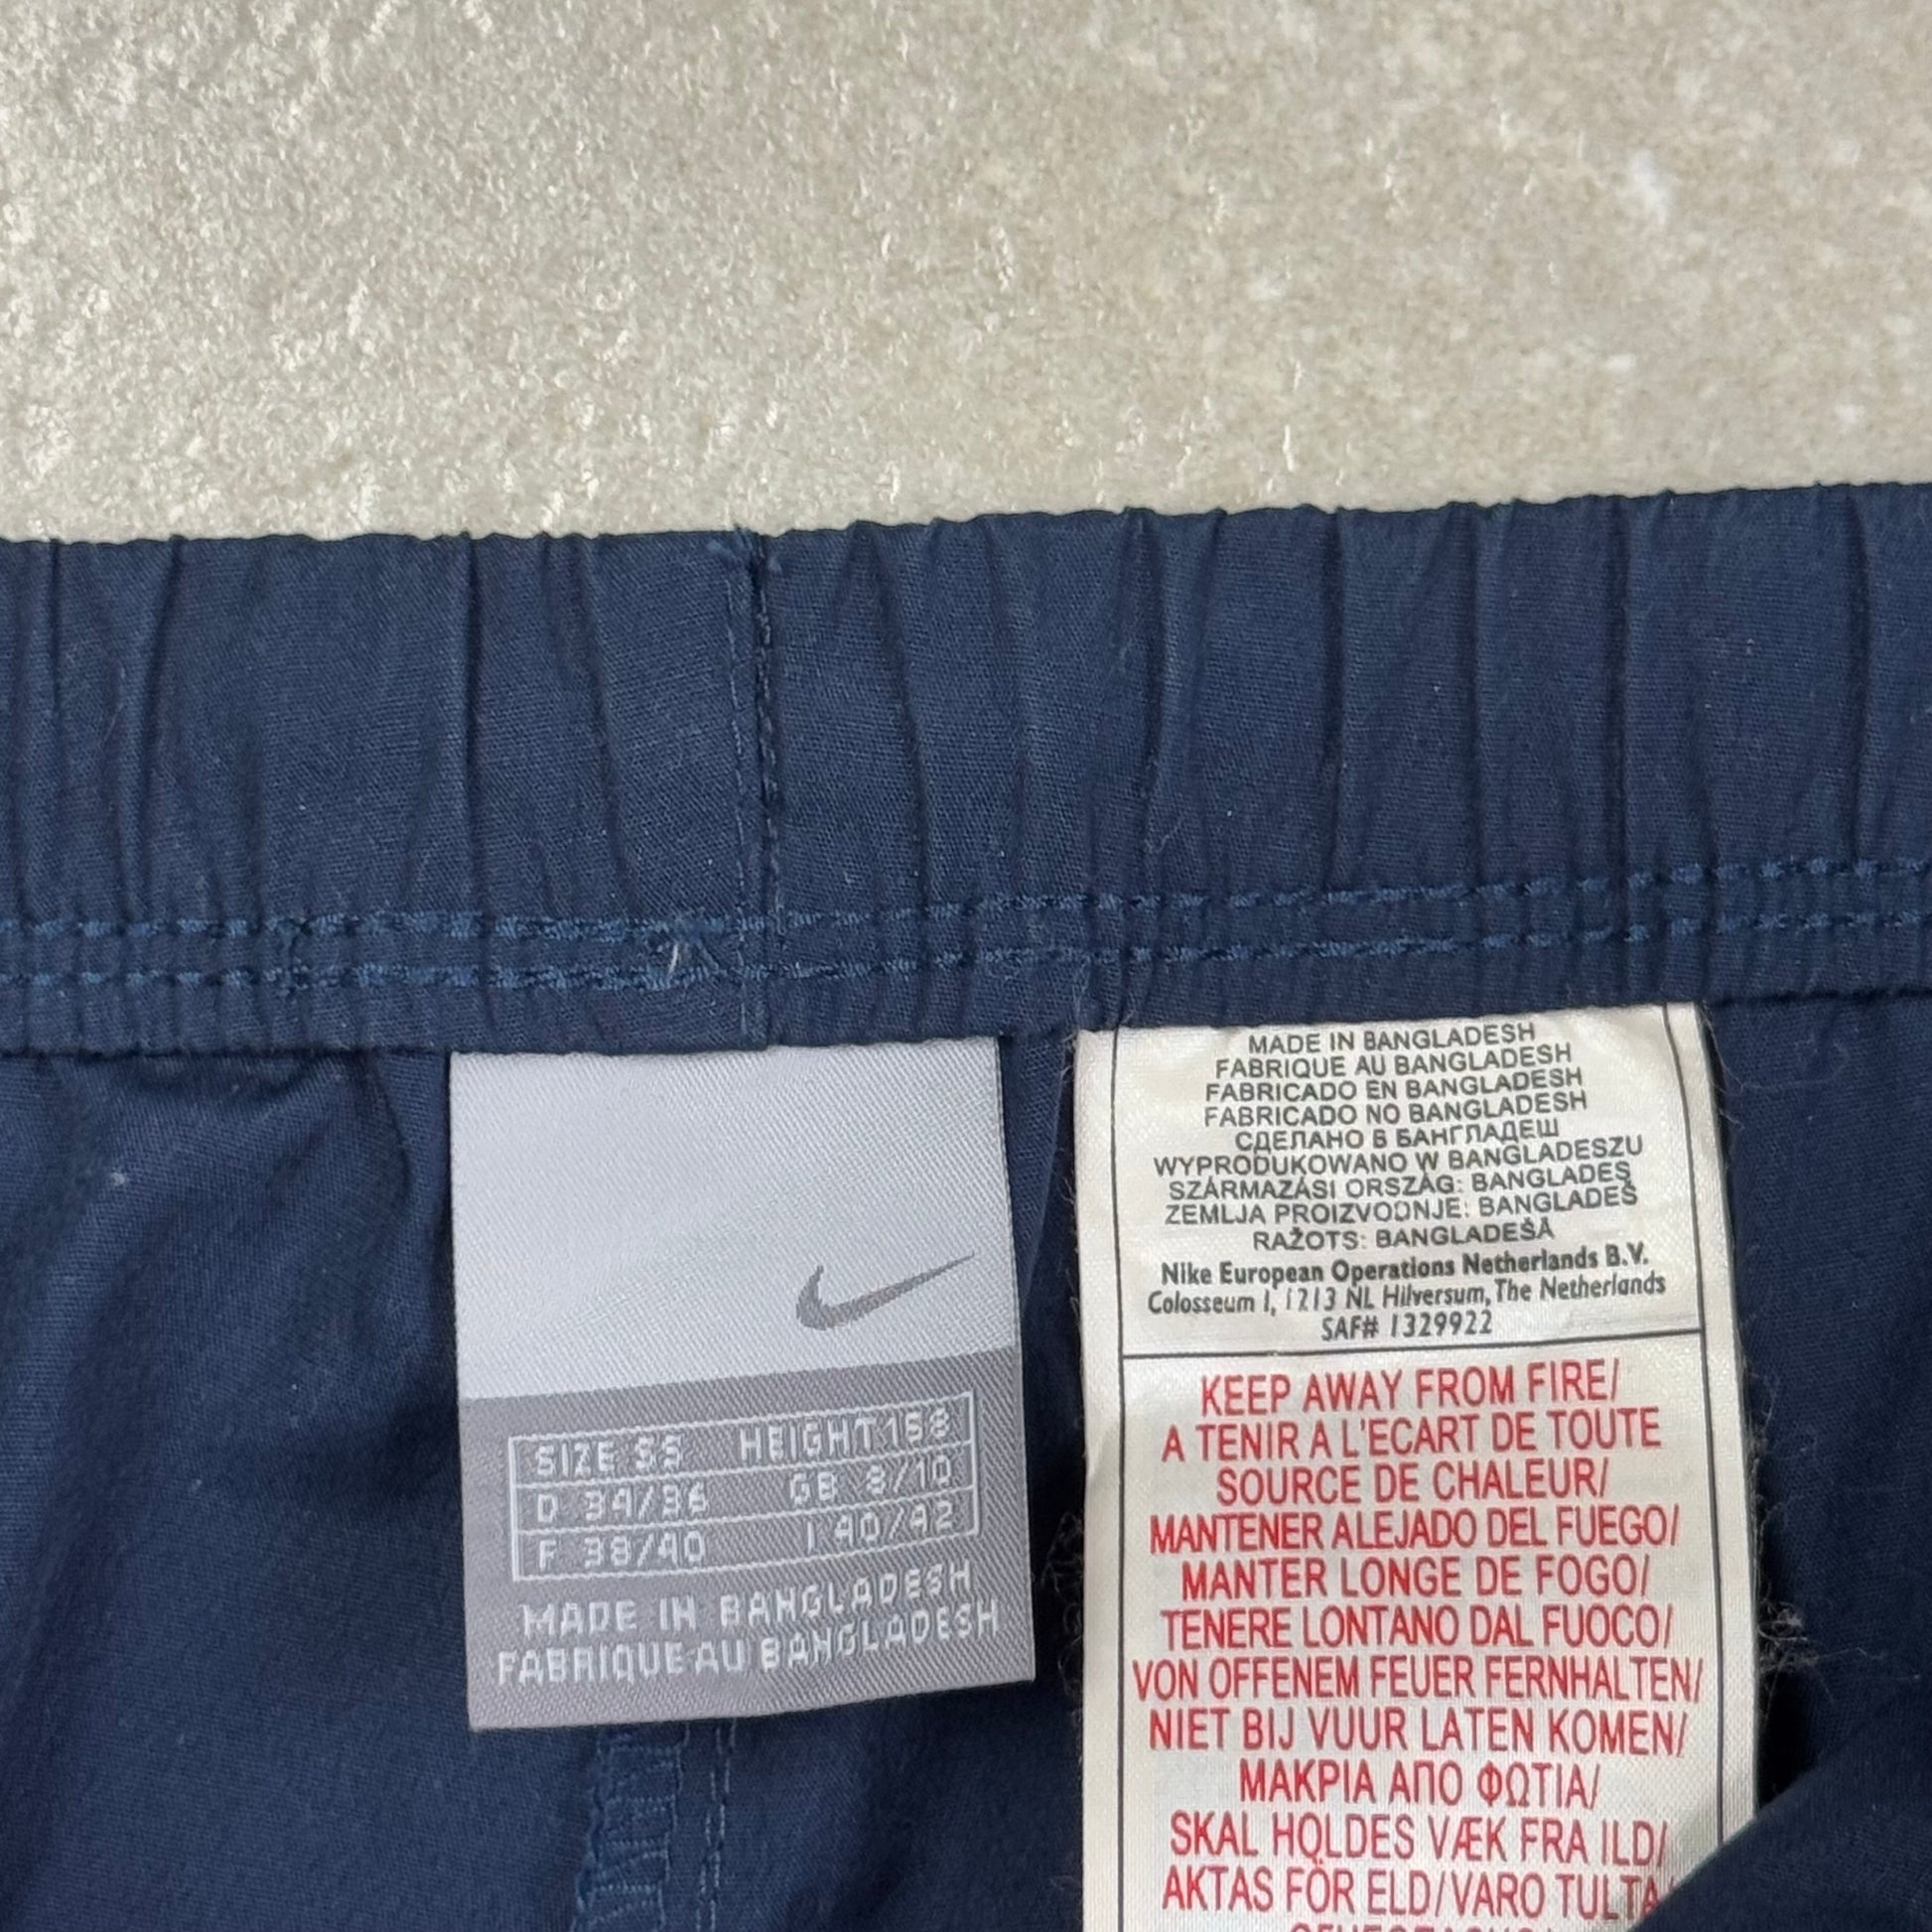 SIZE SS HEIGHT 158
D 34/36 GB 8/10
F 38/40 I 40/42
MADE IN BANGLADESH
FABRIQUE AU BANGLADESH
MADE IN BANGLADESH
FABRIQUE AU BANGLADESH
FABRICADO EN BANGLADESH
FABRICADO NO BANGLADESH
СДЕЛАНО В БАНГЛАДЕШ
WYPRODUKOWANO W BANGLADESZU
SZÁRMAZÁSI ORSZÁG: BANGLADEŞ
ZEMLJA PROIZVODNJE: BANGLADEŠ
RAŽOTS: BANGLADEŠĀ
Nike European Operations Netherlands B.V.
Colosseum 1, 1213 NL Hilversum, The Netherlands
SAF# 1329922
KEEP AWAY FROM FIRE/
A TENIR A L'ECART DE TOUTE
SOURCE DE CHALEUR/
MANTENER ALEJADO DEL FUEGO/
MANTER LONGE DE FOGO/
TENERE LONTANO DAL FUOCO/
VON OFFENEM FEUER FERNHALTEN/
NIET BIJ VUUR LATEN KOMEN/
ΜΑΚΡΙΑ ΑΠΟ ΦΩΤΙΑ/
SKAL HOLDES VÆK FRA ILD/
AKTAS FÖR ELD/VARO TULTA